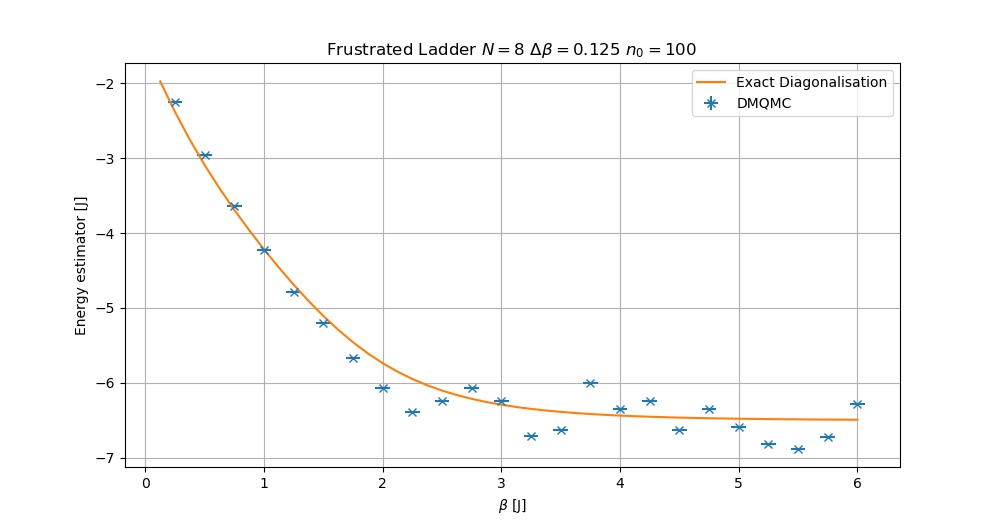 Frustrated Ladder N = 8 Δβ = 0.125 n₀ = 100
Exact Diagonalisation
DMQMC
Energy estimator [J]
−2
−3
−4
−5
−6
−7
0 1 2 3 4 5 6
β [J]